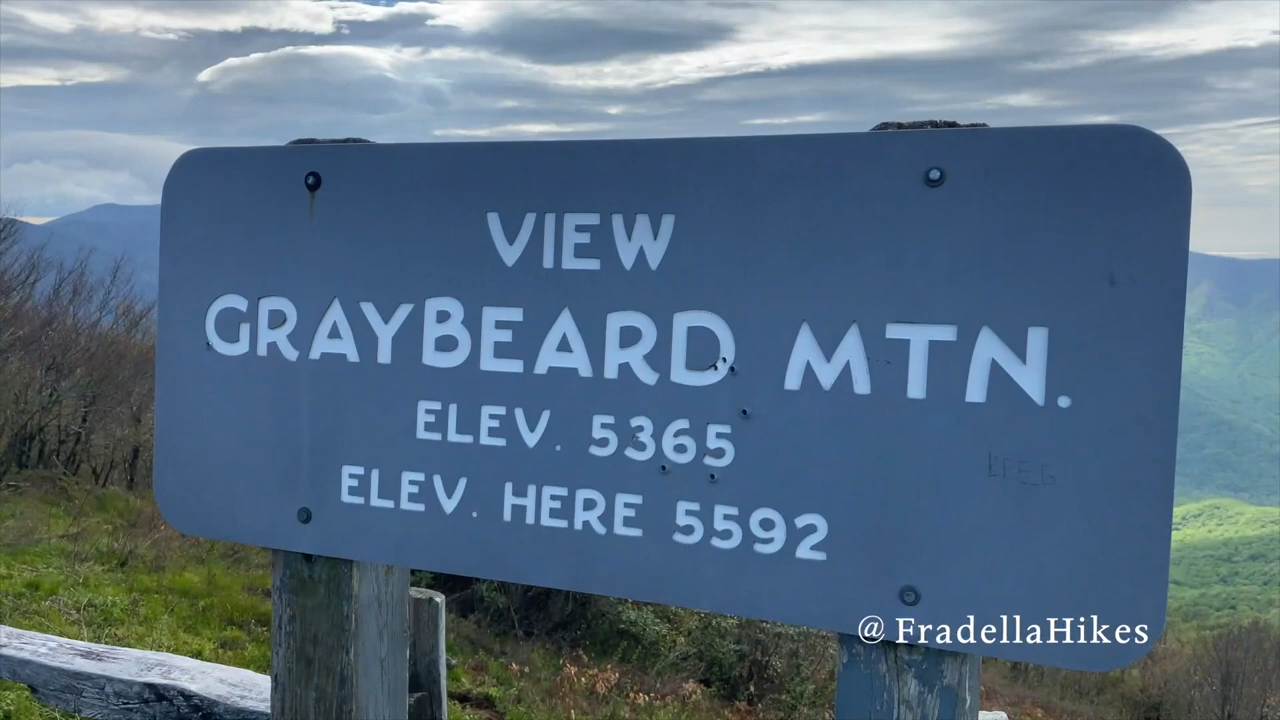 VIEW
GRAYBEARD MTN.
ELEV. 5365
ELEV. HERE 5592
@FradellaHikes